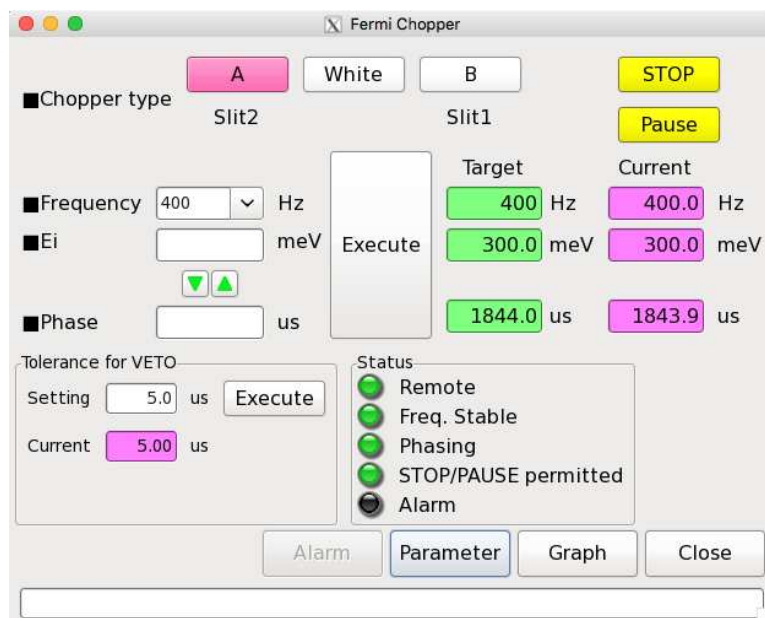 Fermi Chopper
■Chopper type
A White B STOP
Slit2 Slit1 Pause
Target Current
■Frequency 400 Hz 400 Hz 400.0 Hz
■Ei meV Execute 300.0 meV 300.0 meV
■Phase us 1844.0 us 1843.9 us
Tolerance for VETO
Setting 5.0 us Execute
Current 5.00 us
Status
Remote
Freq. Stable
Phasing
STOP/PAUSE permitted
Alarm
Alarm Parameter Graph Close